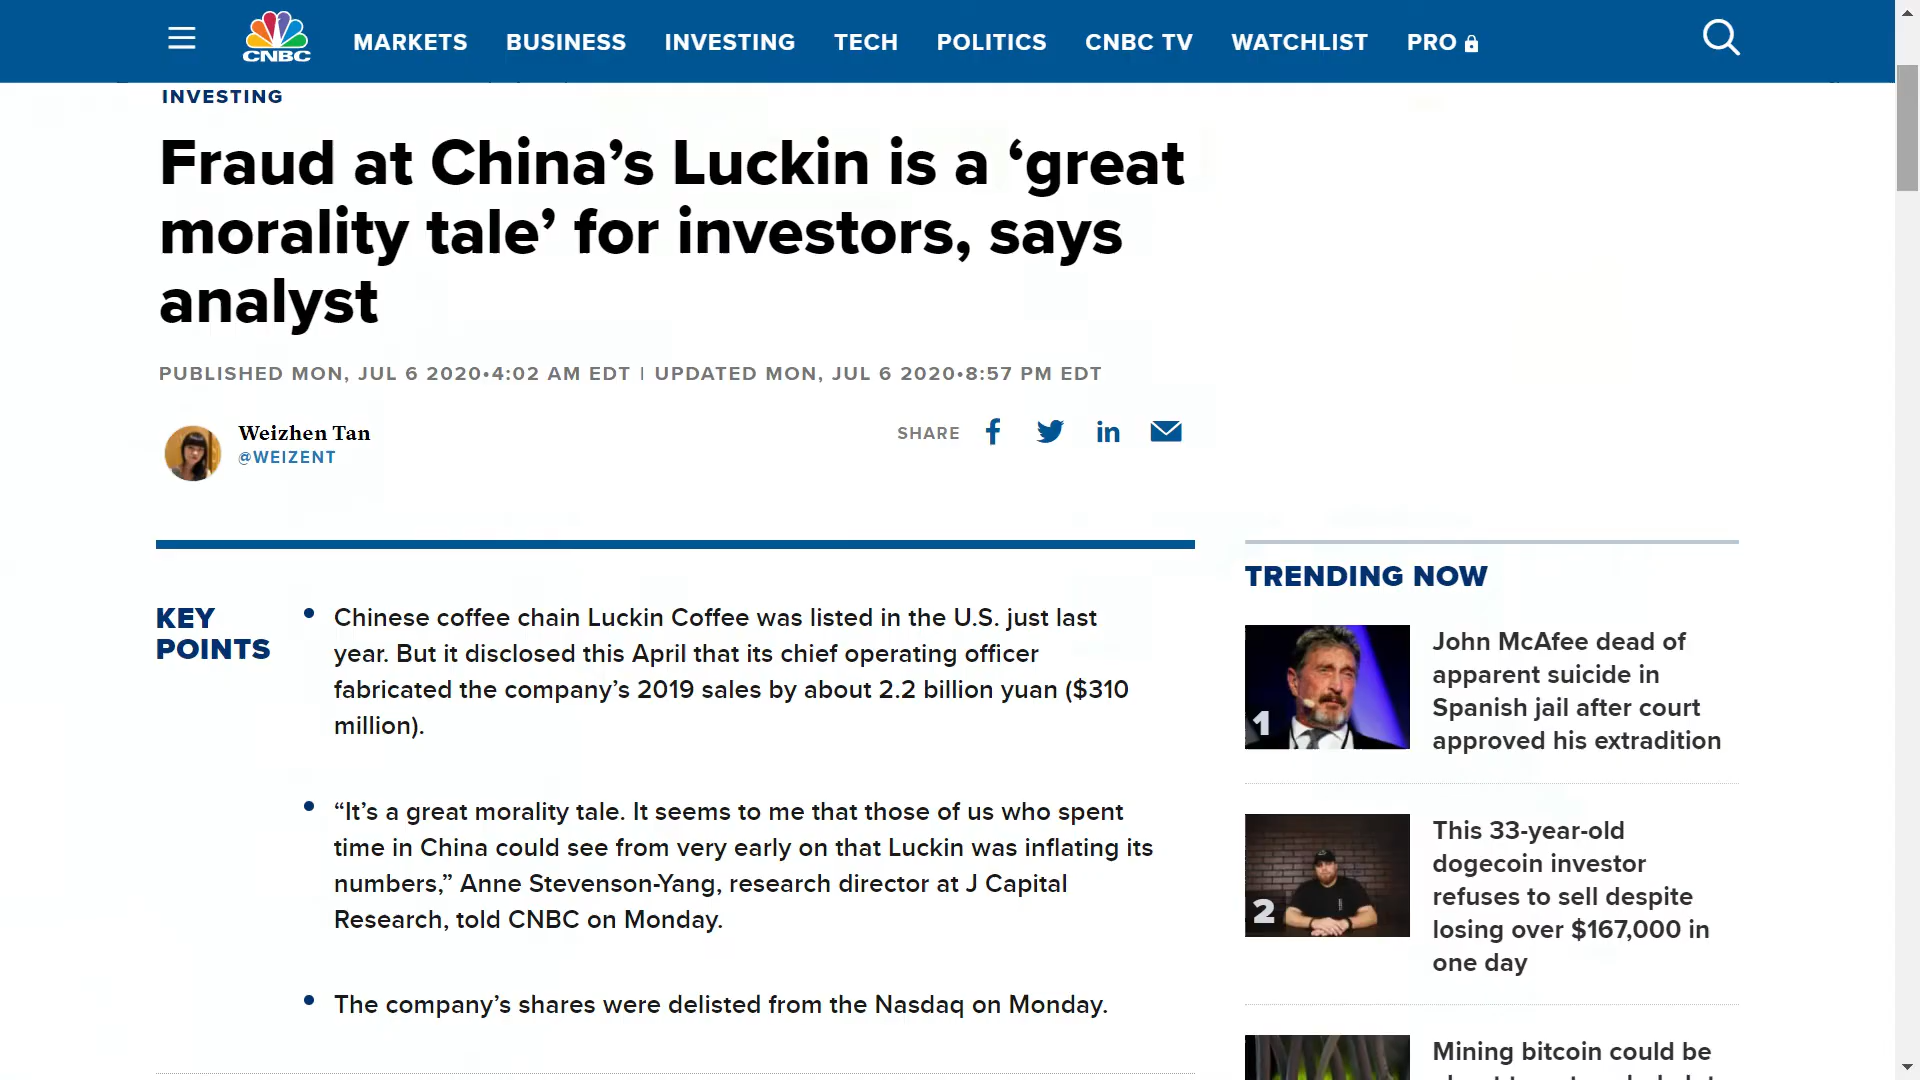 CNBC
MARKETS BUSINESS INVESTING TECH POLITICS CNBC TV WATCHLIST PRO
INVESTING
Fraud at China’s Luckin is a ‘great
morality tale’ for investors, says
analyst
PUBLISHED MON, JUL 6 2020•4:02 AM EDT | UPDATED MON, JUL 6 2020•8:57 PM EDT
Weizhen Tan
@WEIZENT
SHARE
KEY
POINTS
Chinese coffee chain Luckin Coffee was listed in the U.S. just last
year. But it disclosed this April that its chief operating officer
fabricated the company’s 2019 sales by about 2.2 billion yuan ($310
million).
“It’s a great morality tale. It seems to me that those of us who spent
time in China could see from very early on that Luckin was inflating its
numbers,” Anne Stevenson-Yang, research director at J Capital
Research, told CNBC on Monday.
The company’s shares were delisted from the Nasdaq on Monday.
TRENDING NOW
1
John McAfee dead of
apparent suicide in
Spanish jail after court
approved his extradition
2
This 33-year-old
dogecoin investor
refuses to sell despite
losing over $167,000 in
one day
Mining bitcoin could be